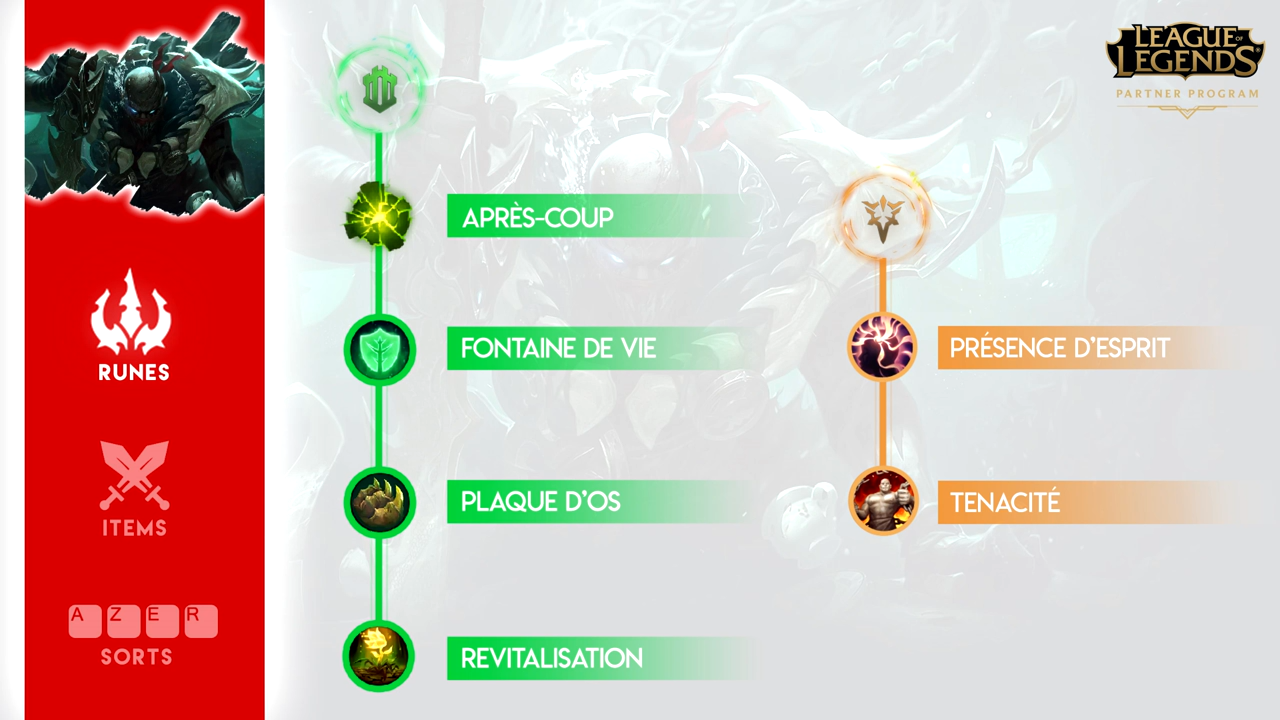 LEAGUE OF
LEGENDS
PARTNER PROGRAM
APRÈS-COUP
FONTAINE DE VIE
PRÉSENCE D'ESPRIT
RUNES
PLAQUE D'OS
TENACITÉ
ITEMS
A Z E R
SORTS
REVITALISATION